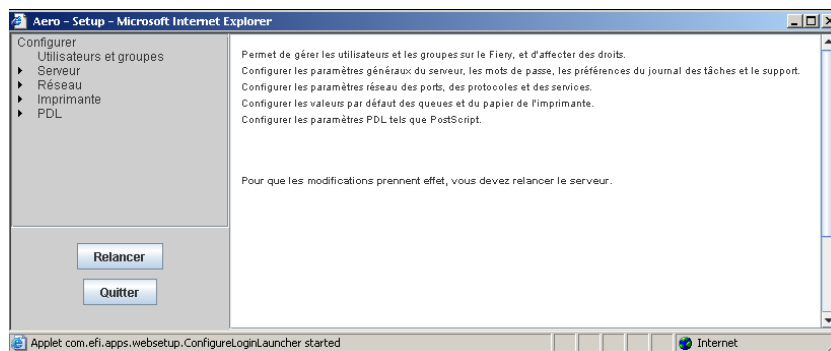 Aero - Setup - Microsoft Internet Explorer
Configurer
Utilisateurs et groupes
Serveur
Réseau
Imprimante
PDL
Permet de gérer les utilisateurs et les groupes sur le Fiery, et d'affecter des droits.
Configurer les paramètres généraux du serveur, les mots de passe, les préférences du journal des tâches et le support.
Configurer les paramètres réseau des ports, des protocoles et des services.
Configurer les valeurs par défaut des queues et du papier de l'imprimante.
Configurer les paramètres PDL tels que PostScript.
Pour que les modifications prennent effet, vous devez relancer le serveur.
Relancer
Quitter
Applet com.efi.apps.websetup.ConfigureLoginLauncher started
Internet